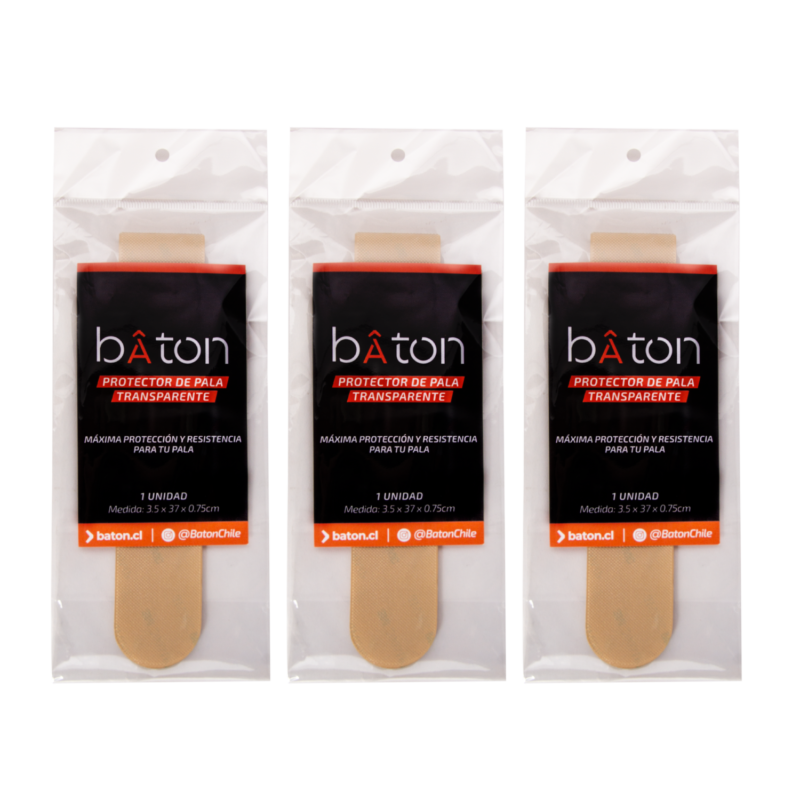 bâton
PROTECTOR DE PALA
TRANSPARENTE
MÁXIMA PROTECCIÓN Y RESISTENCIA
PARA TU PALA
1 UNIDAD
Medida: 3.5 x 37 x 0.75cm
baton.cl | @BatonChile
bâton
PROTECTOR DE PALA
TRANSPARENTE
MÁXIMA PROTECCIÓN Y RESISTENCIA
PARA TU PALA
1 UNIDAD
Medida: 3.5 x 37 x 0.75cm
baton.cl | @BatonChile
bâton
PROTECTOR DE PALA
TRANSPARENTE
MÁXIMA PROTECCIÓN Y RESISTENCIA
PARA TU PALA
1 UNIDAD
Medida: 3.5 x 37 x 0.75cm
baton.cl | @BatonChile